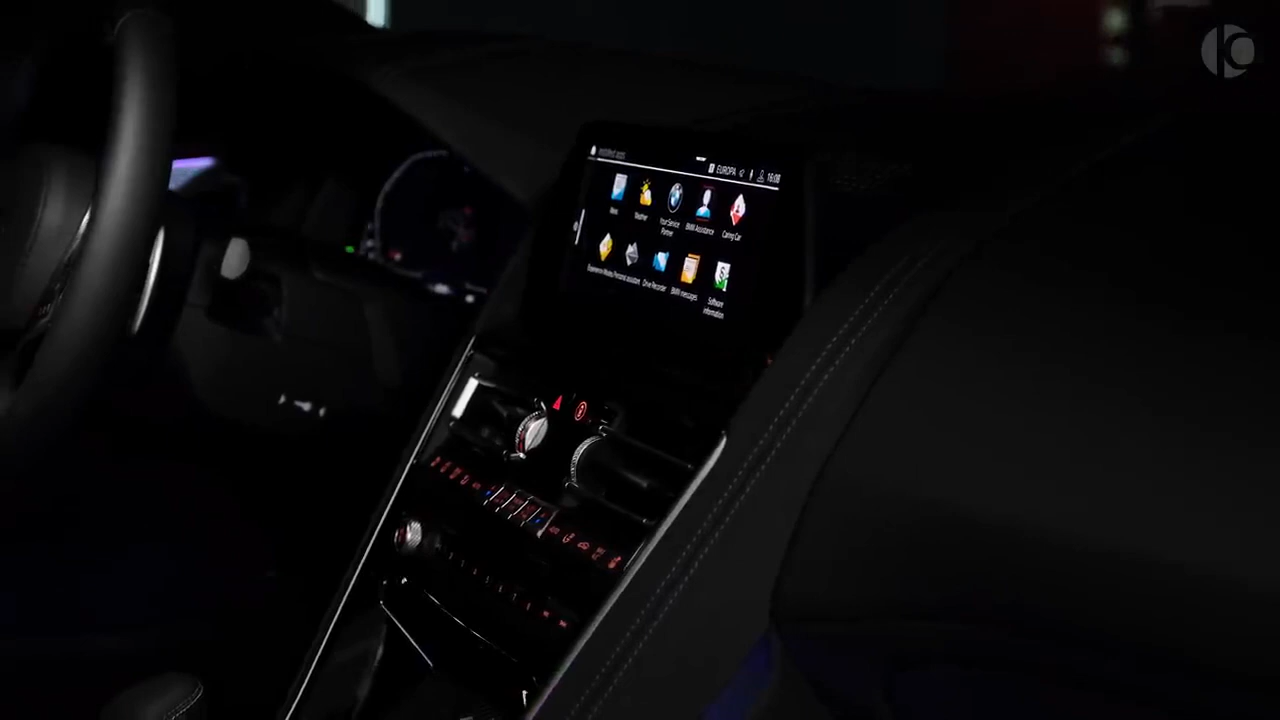 EUROPA 16:08
News
Weather
Your Service Partner
BMW Assistance
Caring Car
Experience Modes
Personal assistant
Drive Recorder
BMW messages
Software information